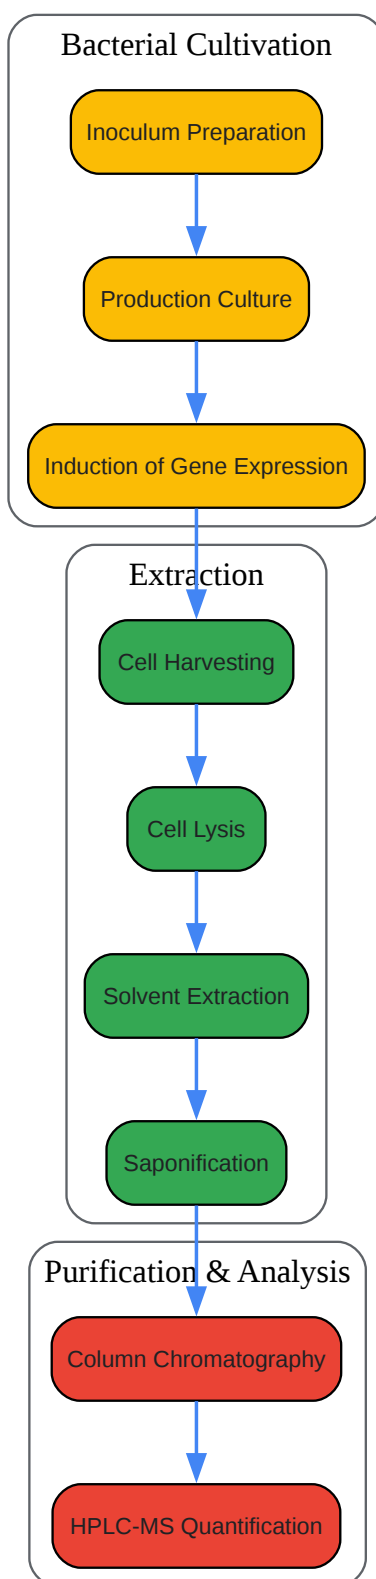 Bacterial Cultivation
Inoculum Preparation
Production Culture
Induction of Gene Expression
Extraction
Cell Harvesting
Cell Lysis
Solvent Extraction
Saponification
Purification & Analysis
Column Chromatography
HPLC-MS Quantification